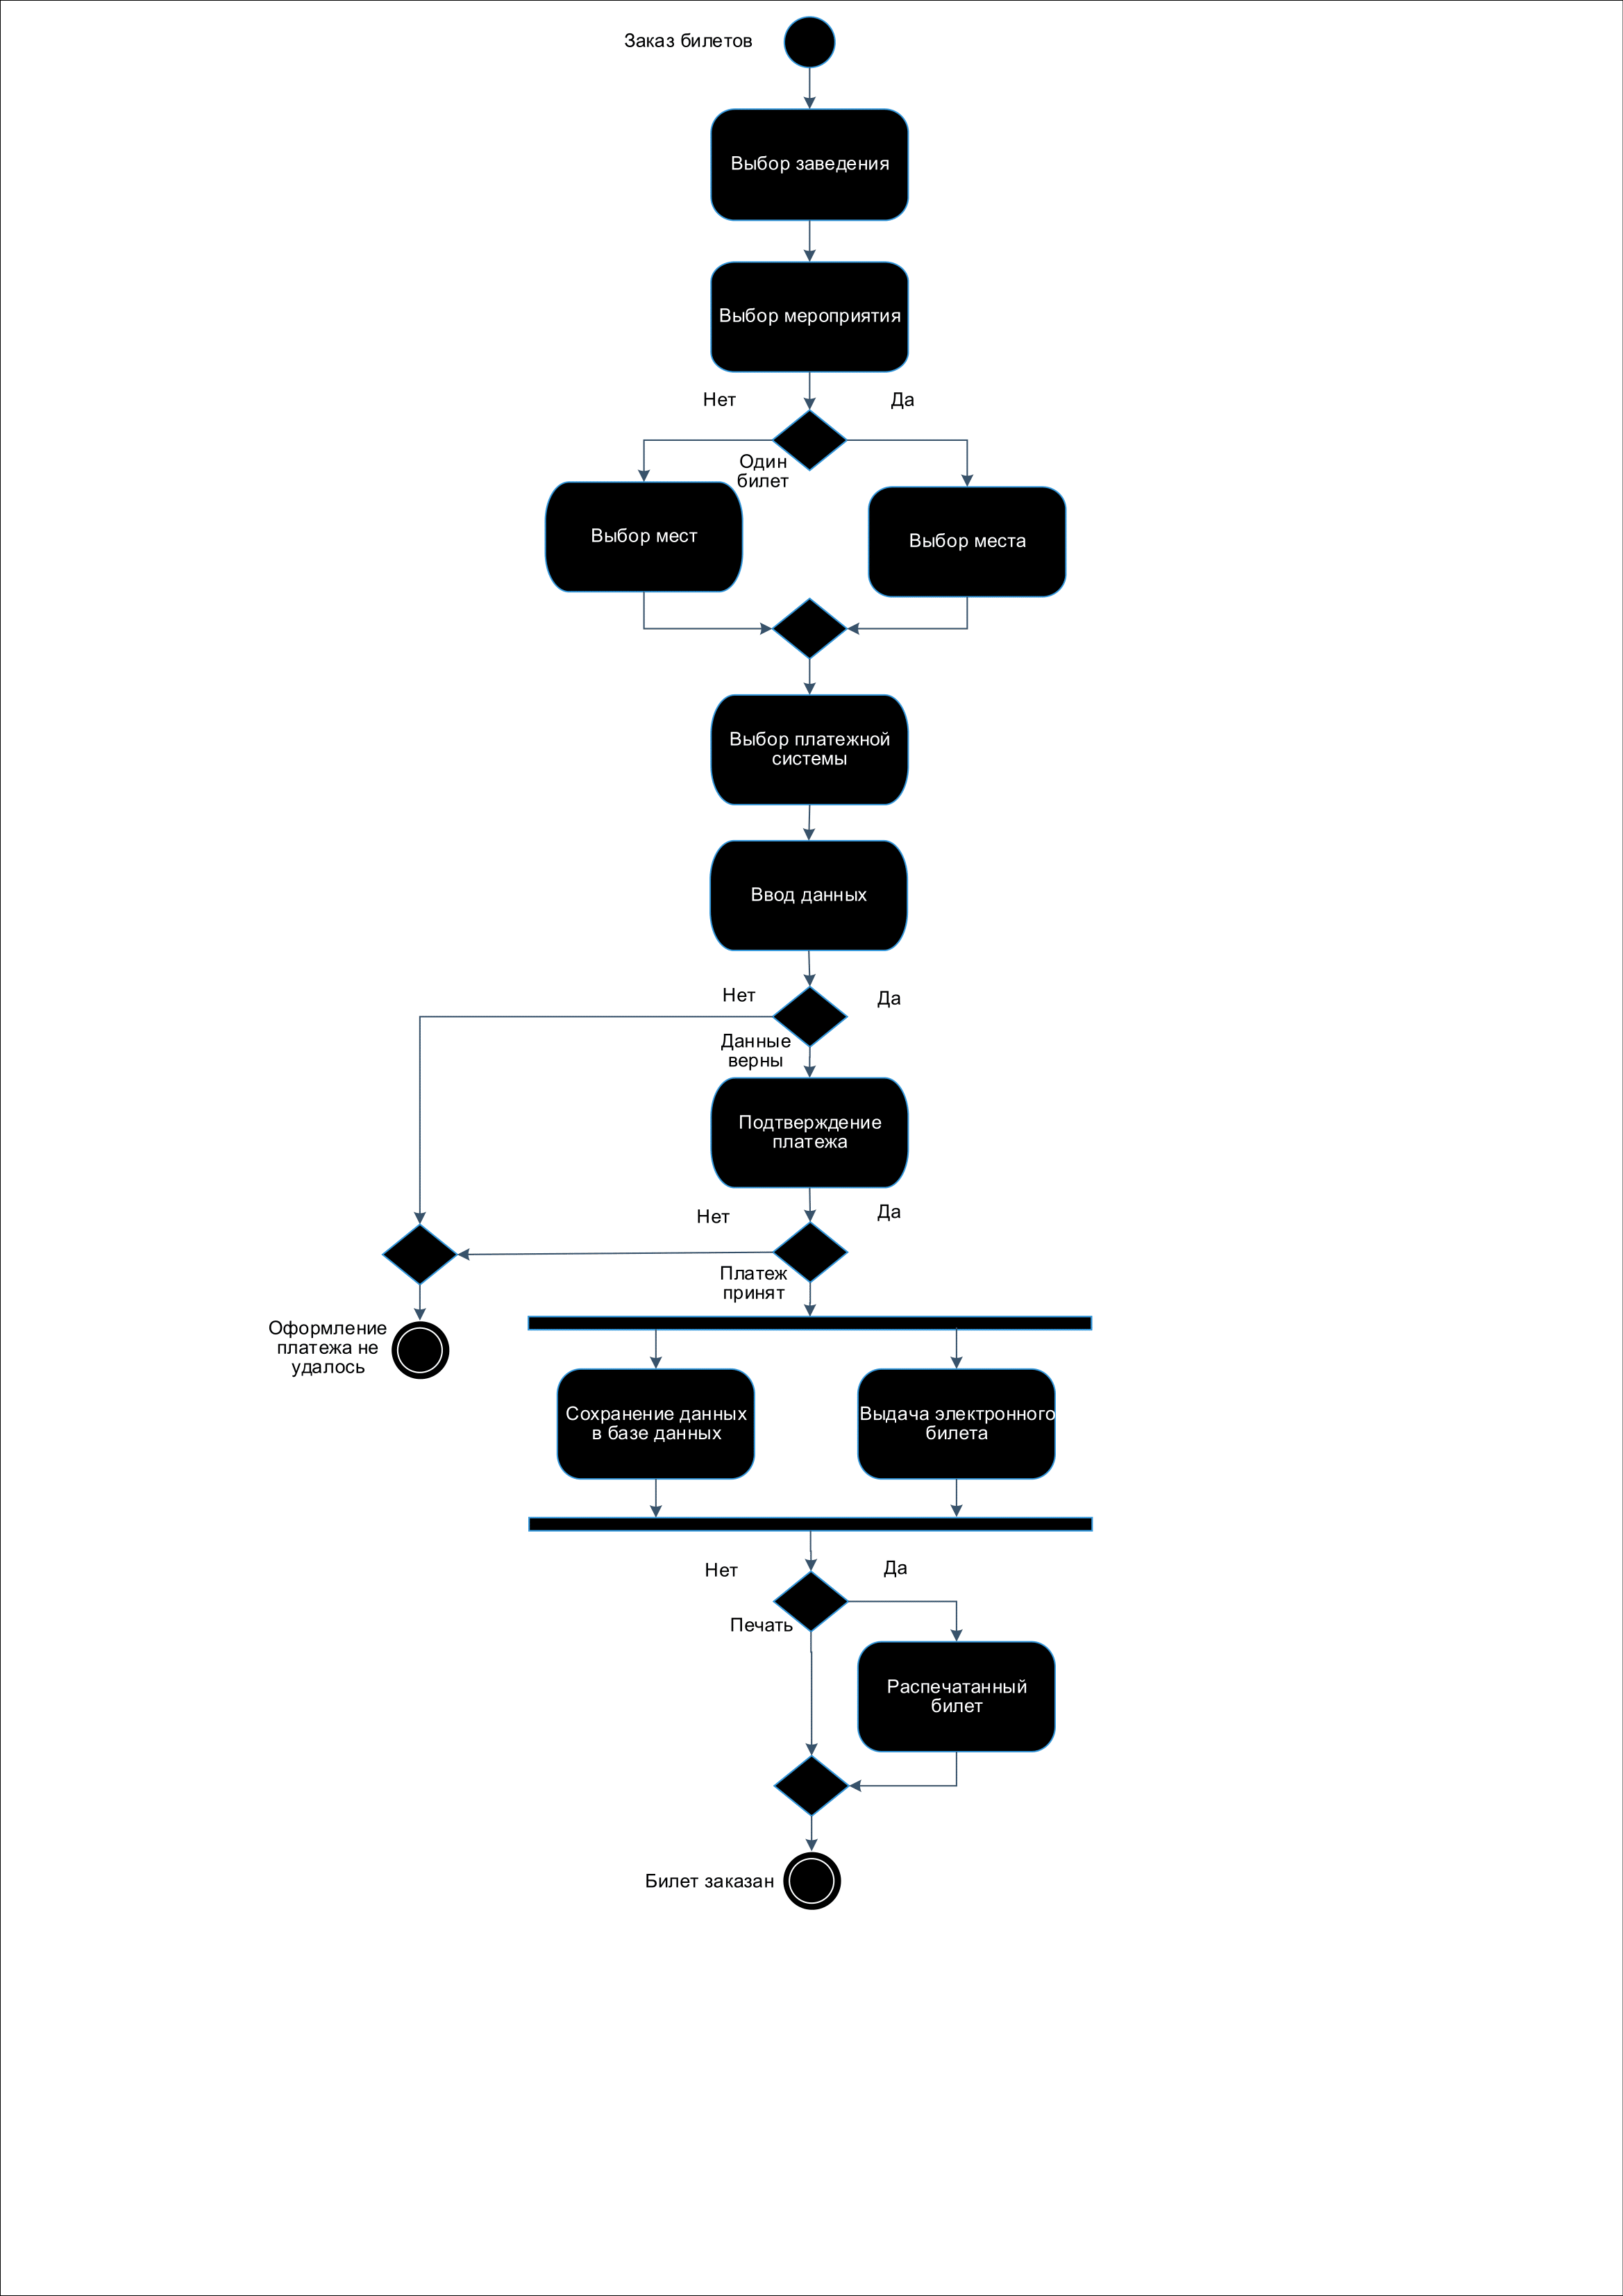 Заказ билетов
Выбор заведения
Выбор мероприятия
Нет
Да
Один
билет
Выбор мест
Выбор места
Выбор платежной
системы
Ввод данных
Нет
Да
Данные
верны
Подтверждение
платежа
Нет
Да
Платеж
принят
Оформление
платежа не
удалось
Сохранение данных
в базе данных
Выдача электронного
билета
Нет
Да
Печать
Распечатанный
билет
Билет заказан